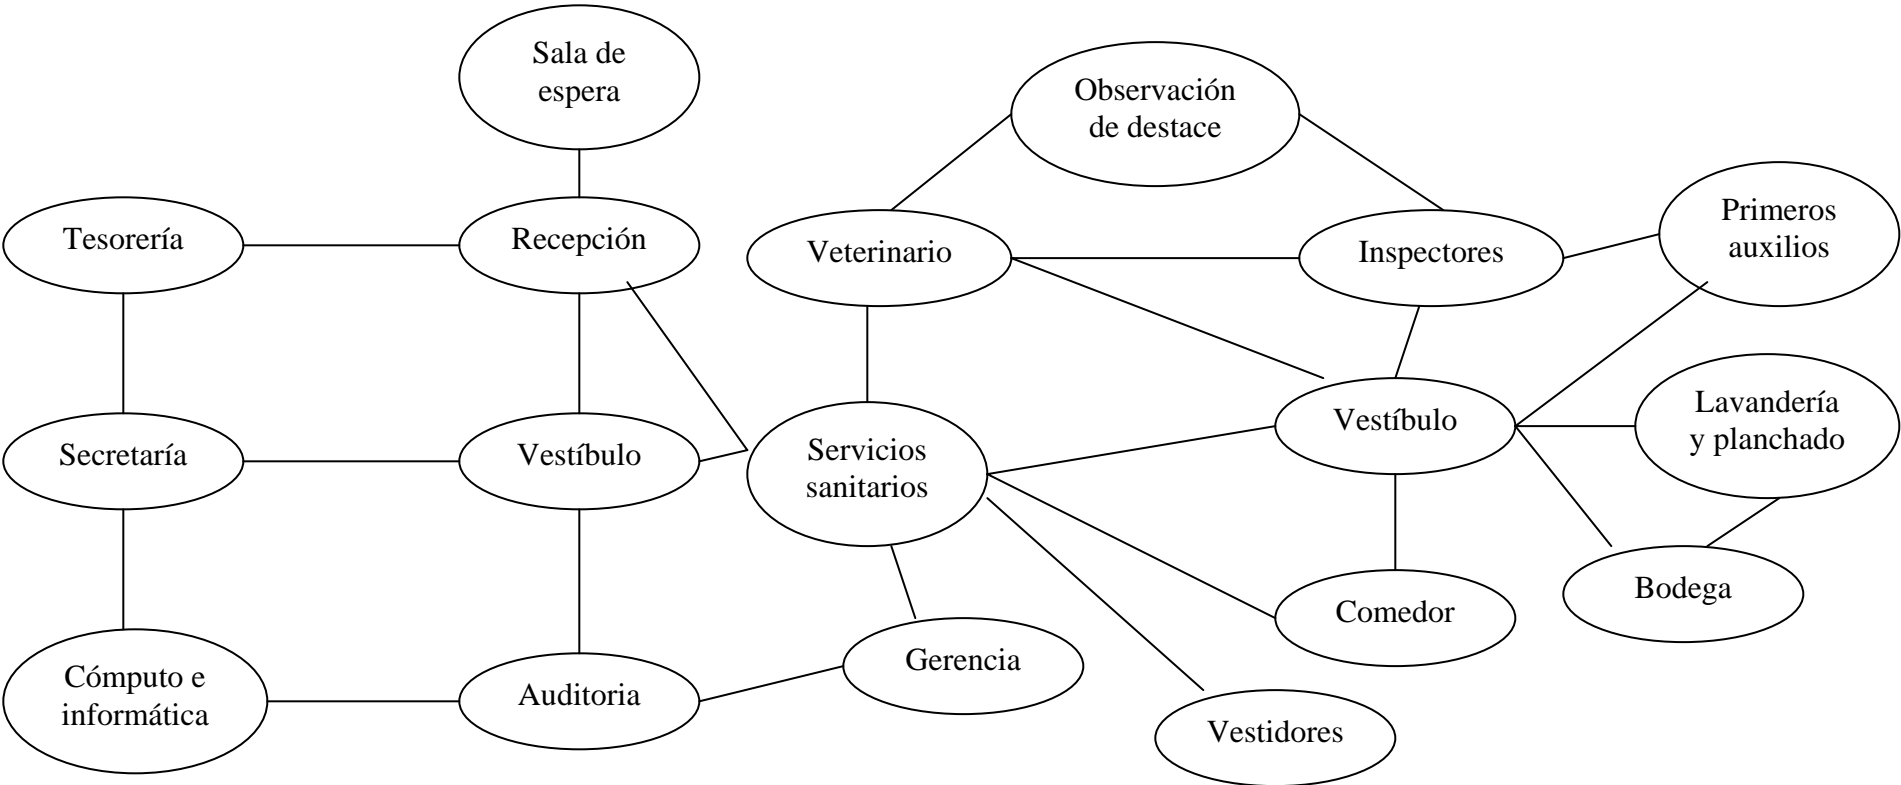 Sala de
espera
Observación
de destace
Primeros
auxilios
Tesorería
Recepción
Veterinario
Inspectores
Lavandería
y planchado
Secretaría
Vestíbulo
Servicios
sanitarios
Vestíbulo
Bodega
Comedor
Cómputo e
informática
Auditoria
Gerencia
Vestidores